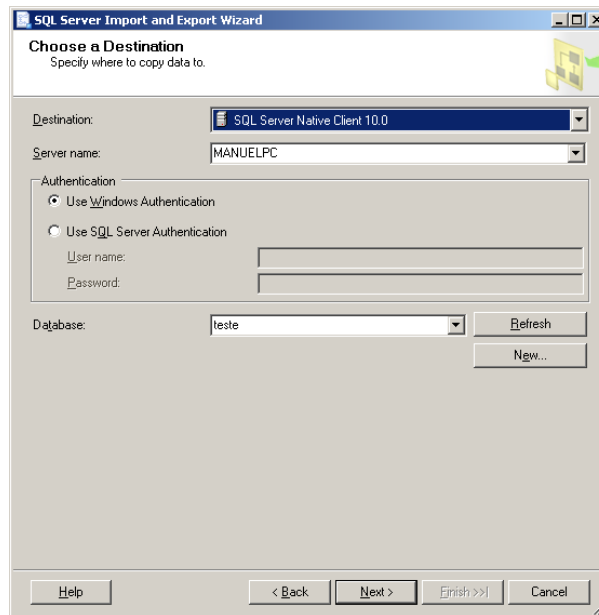 SQL Server Import and Export Wizard
Choose a Destination
Specify where to copy data to.
Destination: SQL Server Native Client 10.0
Server name: MANUELPC
Authentication
Use Windows Authentication
Use SQL Server Authentication
User name:
Password:
Database: teste Refresh
New...
Help < Back Next > Finish >>| Cancel